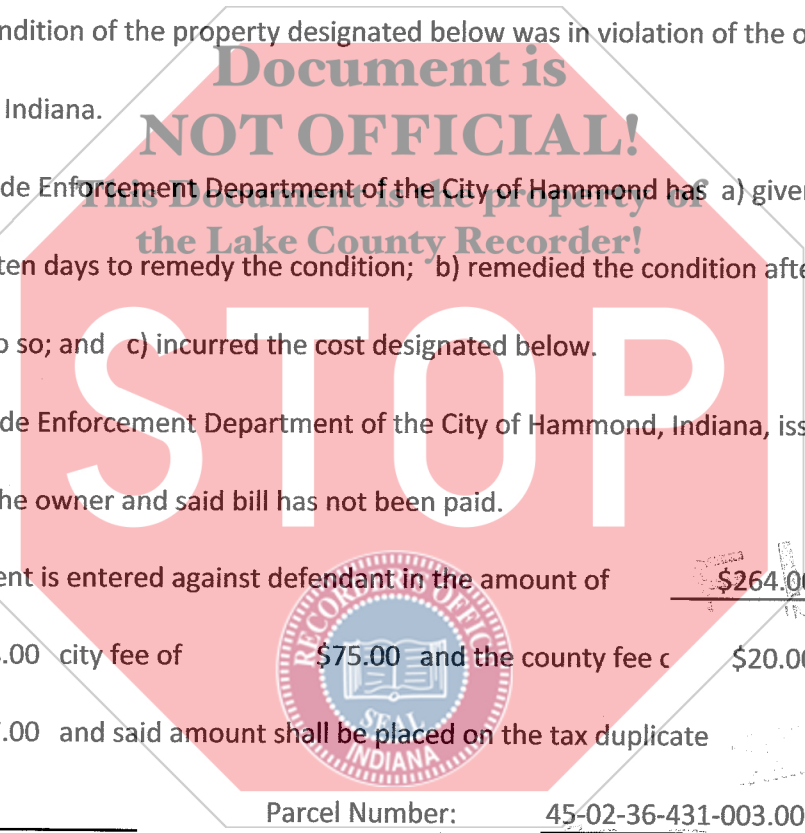 ndition of the property designated below was in violation of the o
Document is
Indiana.
NOT OFFICIAL!
de Enforcement Department of the City of Hammond has a) given
This Document is the property of
the Lake County Recorder!
ten days to remedy the condition; b) remedied the condition afte
STOP
o so; and c) incurred the cost designated below.
de Enforcement Department of the City of Hammond, Indiana, iss
he owner and said bill has not been paid.
ent is entered against defendant in the amount of $264.00
.00 city fee of $75.00 and the county fee c $20.00
RECORDER'S OFFIC
SEAL
INDIANA
.00 and said amount shall be placed on the tax duplicate
Parcel Number: 45-02-36-431-003.00